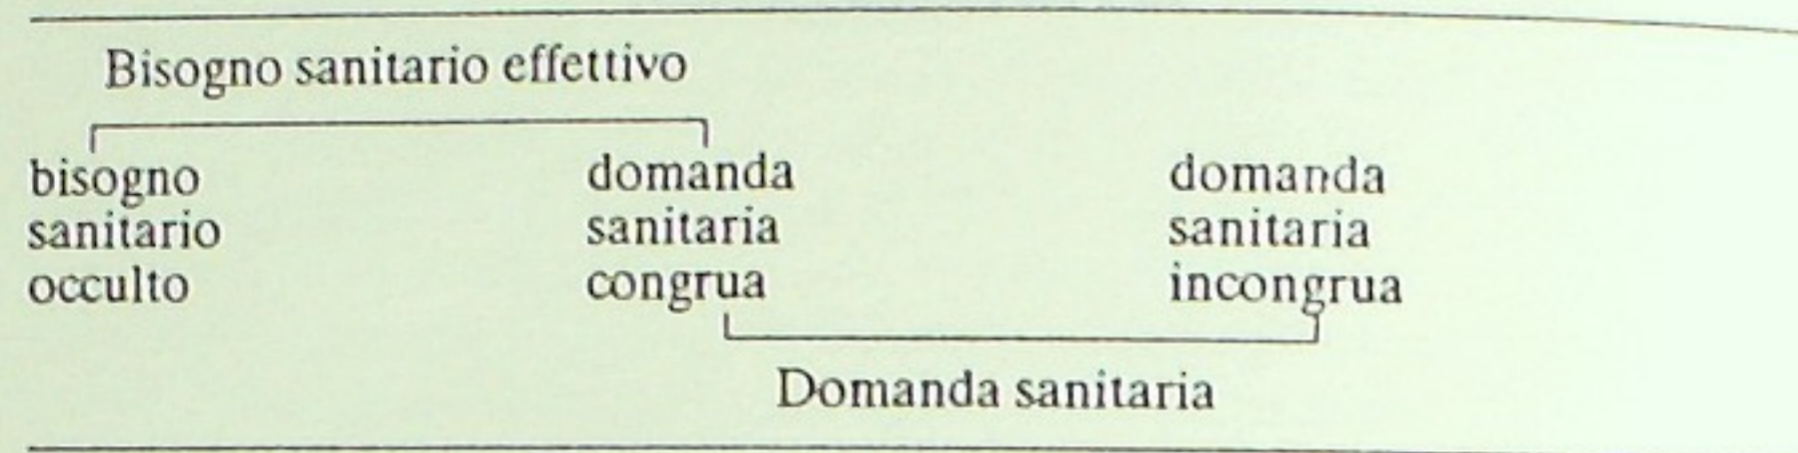 Bisogno sanitario effettivo
bisogno
sanitario
occulto
domanda
sanitaria
congrua
domanda
sanitaria
incongrua
Domanda sanitaria